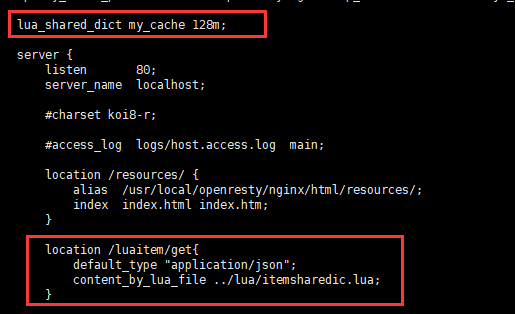 lua_shared_dict my_cache 128m;
server {
listen 80;
server_name localhost;
#charset koi8-r;
#access_log logs/host.access.log main;
location /resources/ {
alias /usr/local/openresty/nginx/html/resources/;
index index.html index.htm;
}
location /luaitem/get{
default_type "application/json";
content_by_lua_file ../lua/itemsharedic.lua;
}